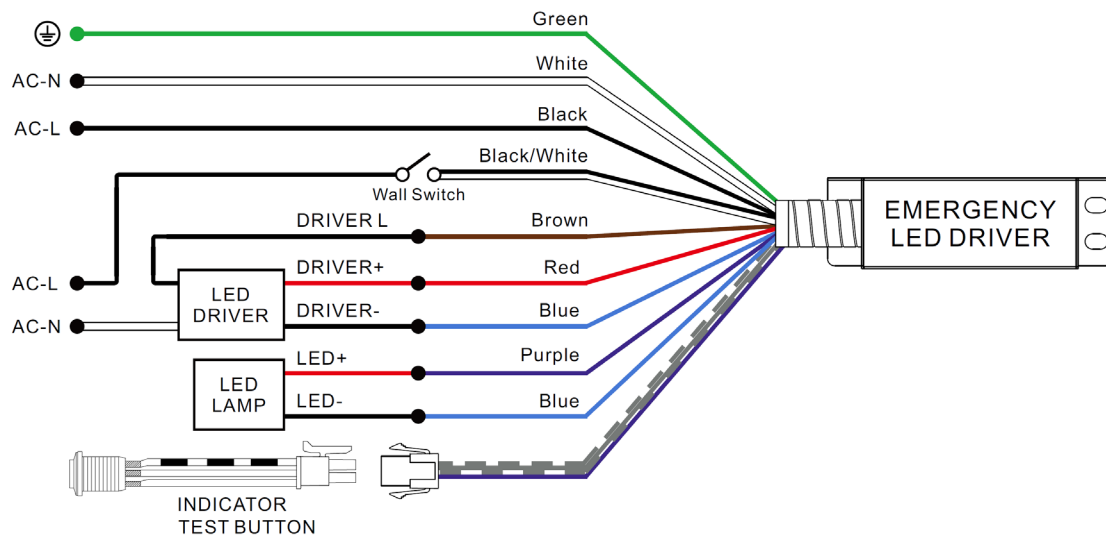 Green
AC-N
White
AC-L
Black
Black/White
Wall Switch
DRIVER L
Brown
EMERGENCY
LED DRIVER
AC-L
DRIVER+
Red
LED
DRIVER
AC-N
DRIVER-
Blue
LED+
Purple
LED
LAMP
LED-
Blue
INDICATOR
TEST BUTTON